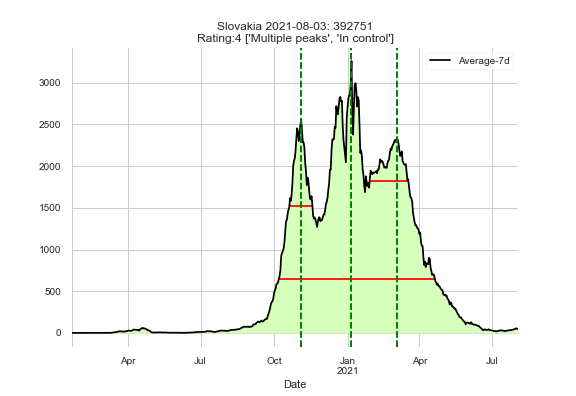 Slovakia 2021-08-03: 392751
Rating:4 ['Multiple peaks', 'In control']
Average-7d
3000
2500
2000
1500
1000
500
0
Apr Jul Oct Jan Apr Jul
2021
Date